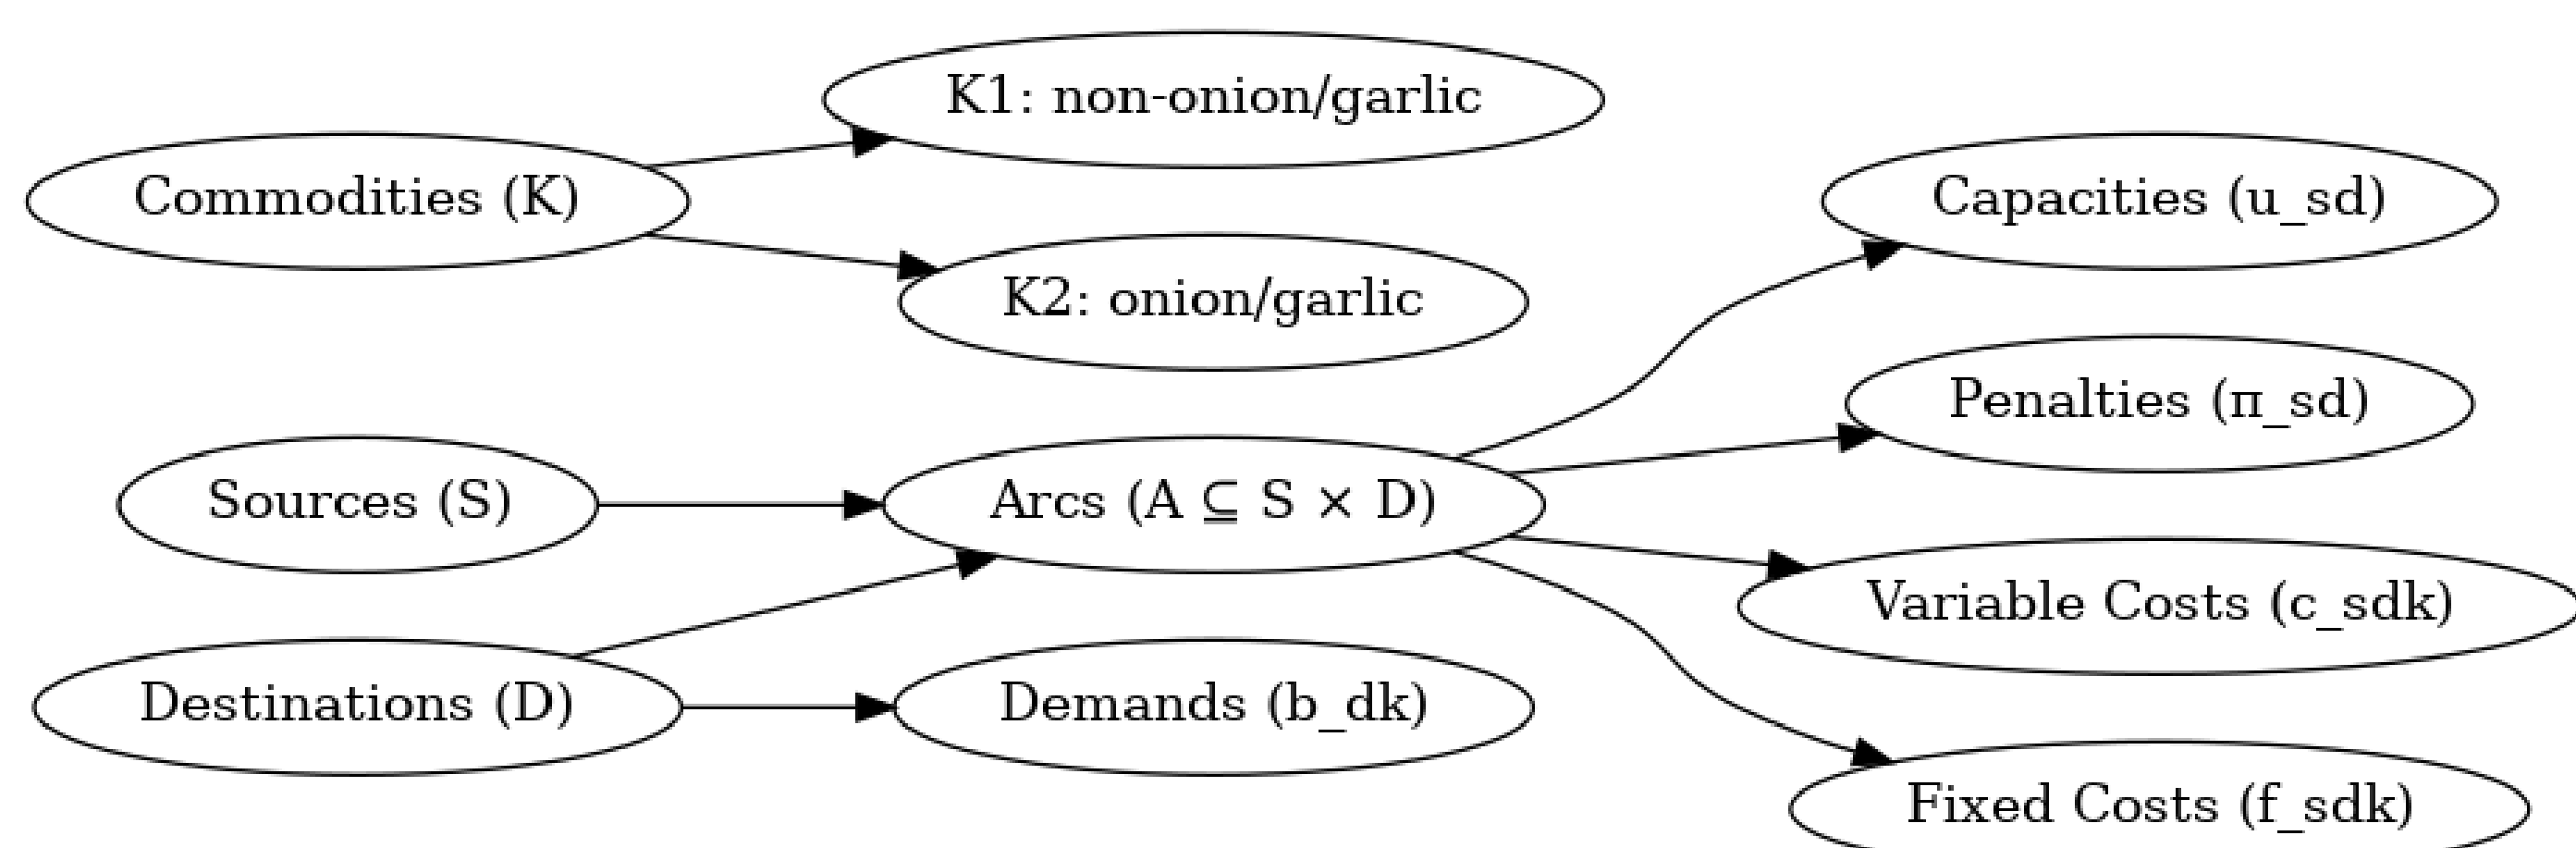 Commodities (K)
K1: non-onion/garlic
K2: onion/garlic
Sources (S)
Destinations (D)
Arcs (A ⊆ S × D)
Demands (b_dk)
Capacities (u_sd)
Penalties (π_sd)
Variable Costs (c_sdk)
Fixed Costs (f_sdk)